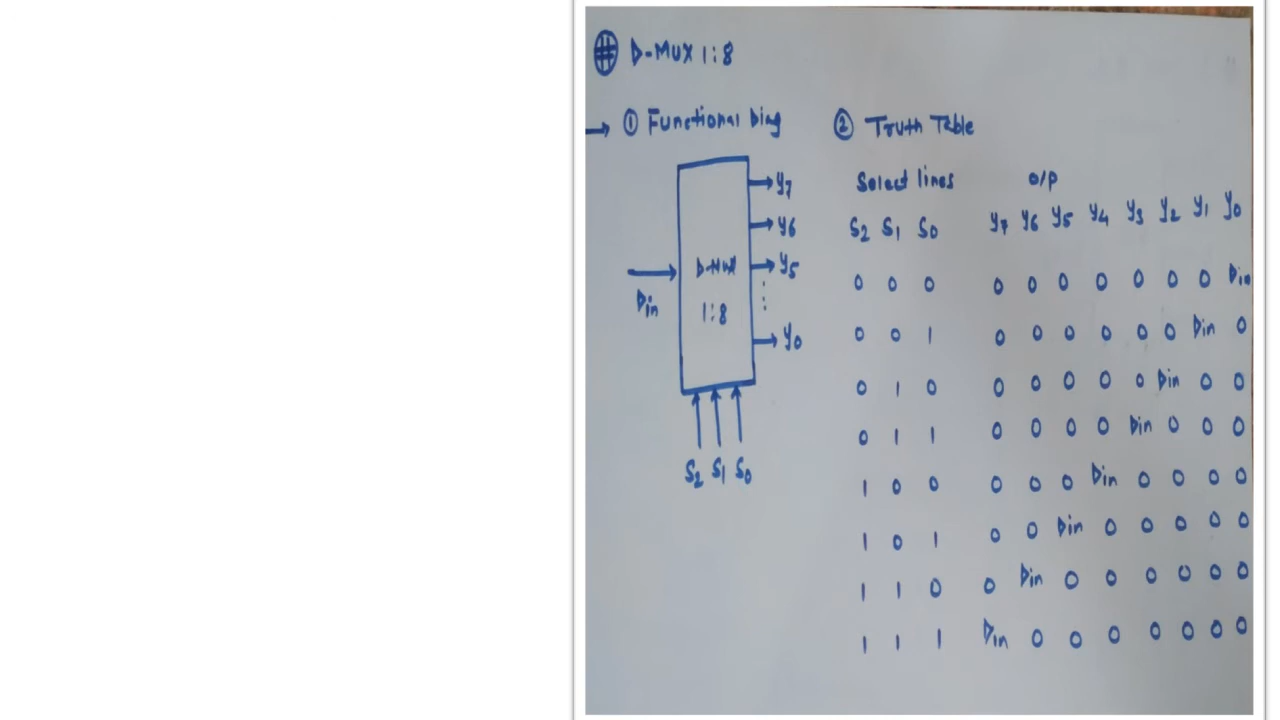 # D-MUX 1:8
→ ① Functional Diag
Din
D-MUX
1:8
y7
y6
y5
y0
S2 S1 S0
② Truth Table
Select lines o/p
S2 S1 S0 y7 y6 y5 y4 y3 y2 y1 y0
0 0 0 0 0 0 0 0 0 0 Din
0 0 1 0 0 0 0 0 0 Din 0
0 1 0 0 0 0 0 0 Din 0 0
0 1 1 0 0 0 0 Din 0 0 0
1 0 0 0 0 0 Din 0 0 0 0
1 0 1 0 0 Din 0 0 0 0 0
1 1 0 0 Din 0 0 0 0 0 0
1 1 1 Din 0 0 0 0 0 0 0